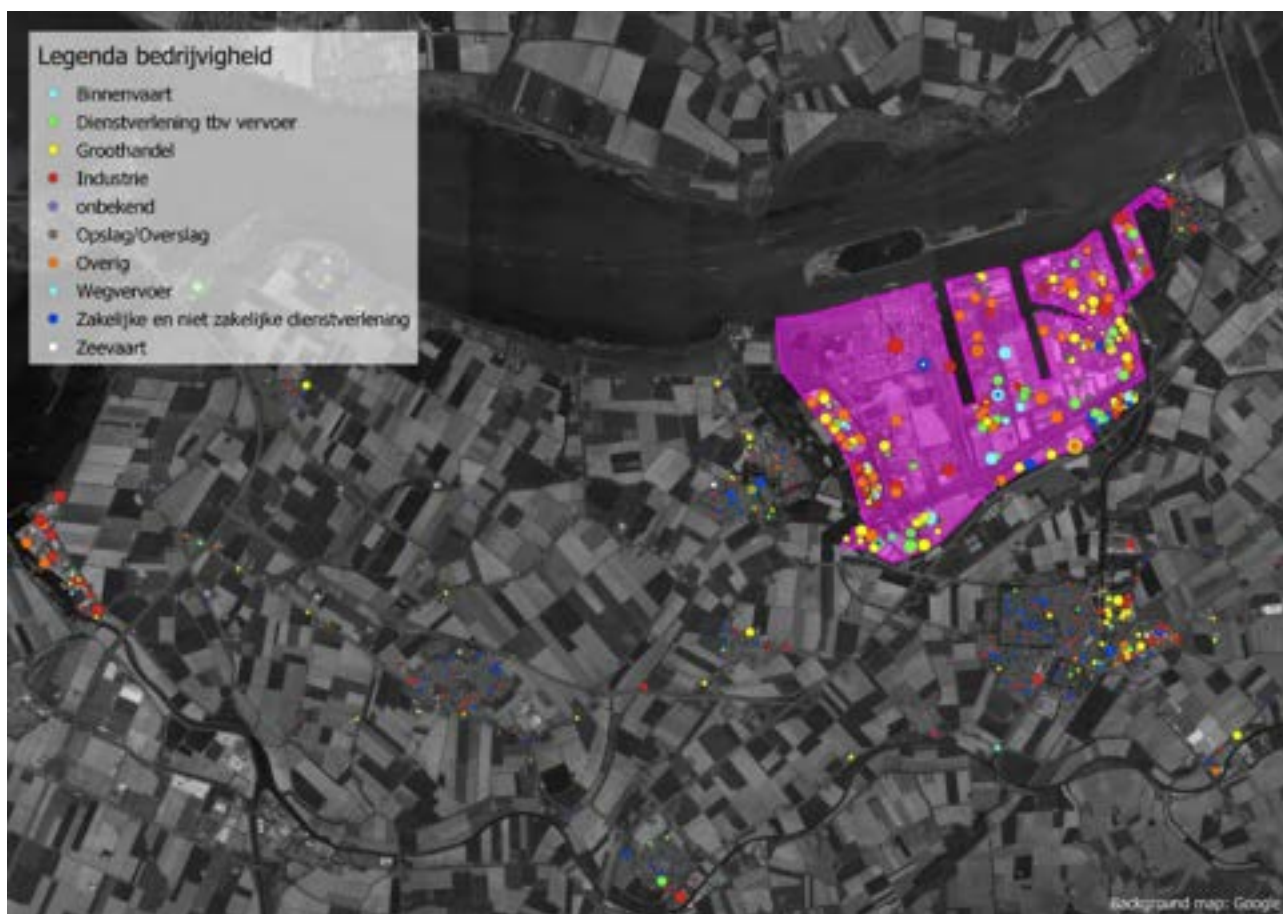 Legenda bedrijvigheid
Binnenvaart
Dienstverlening tbv vervoer
Groothandel
Industrie
onbekend
Opslag/Overslag
Overig
Wegvervoer
Zakelijke en niet zakelijke dienstverlening
Zeevaart
Background map: Google